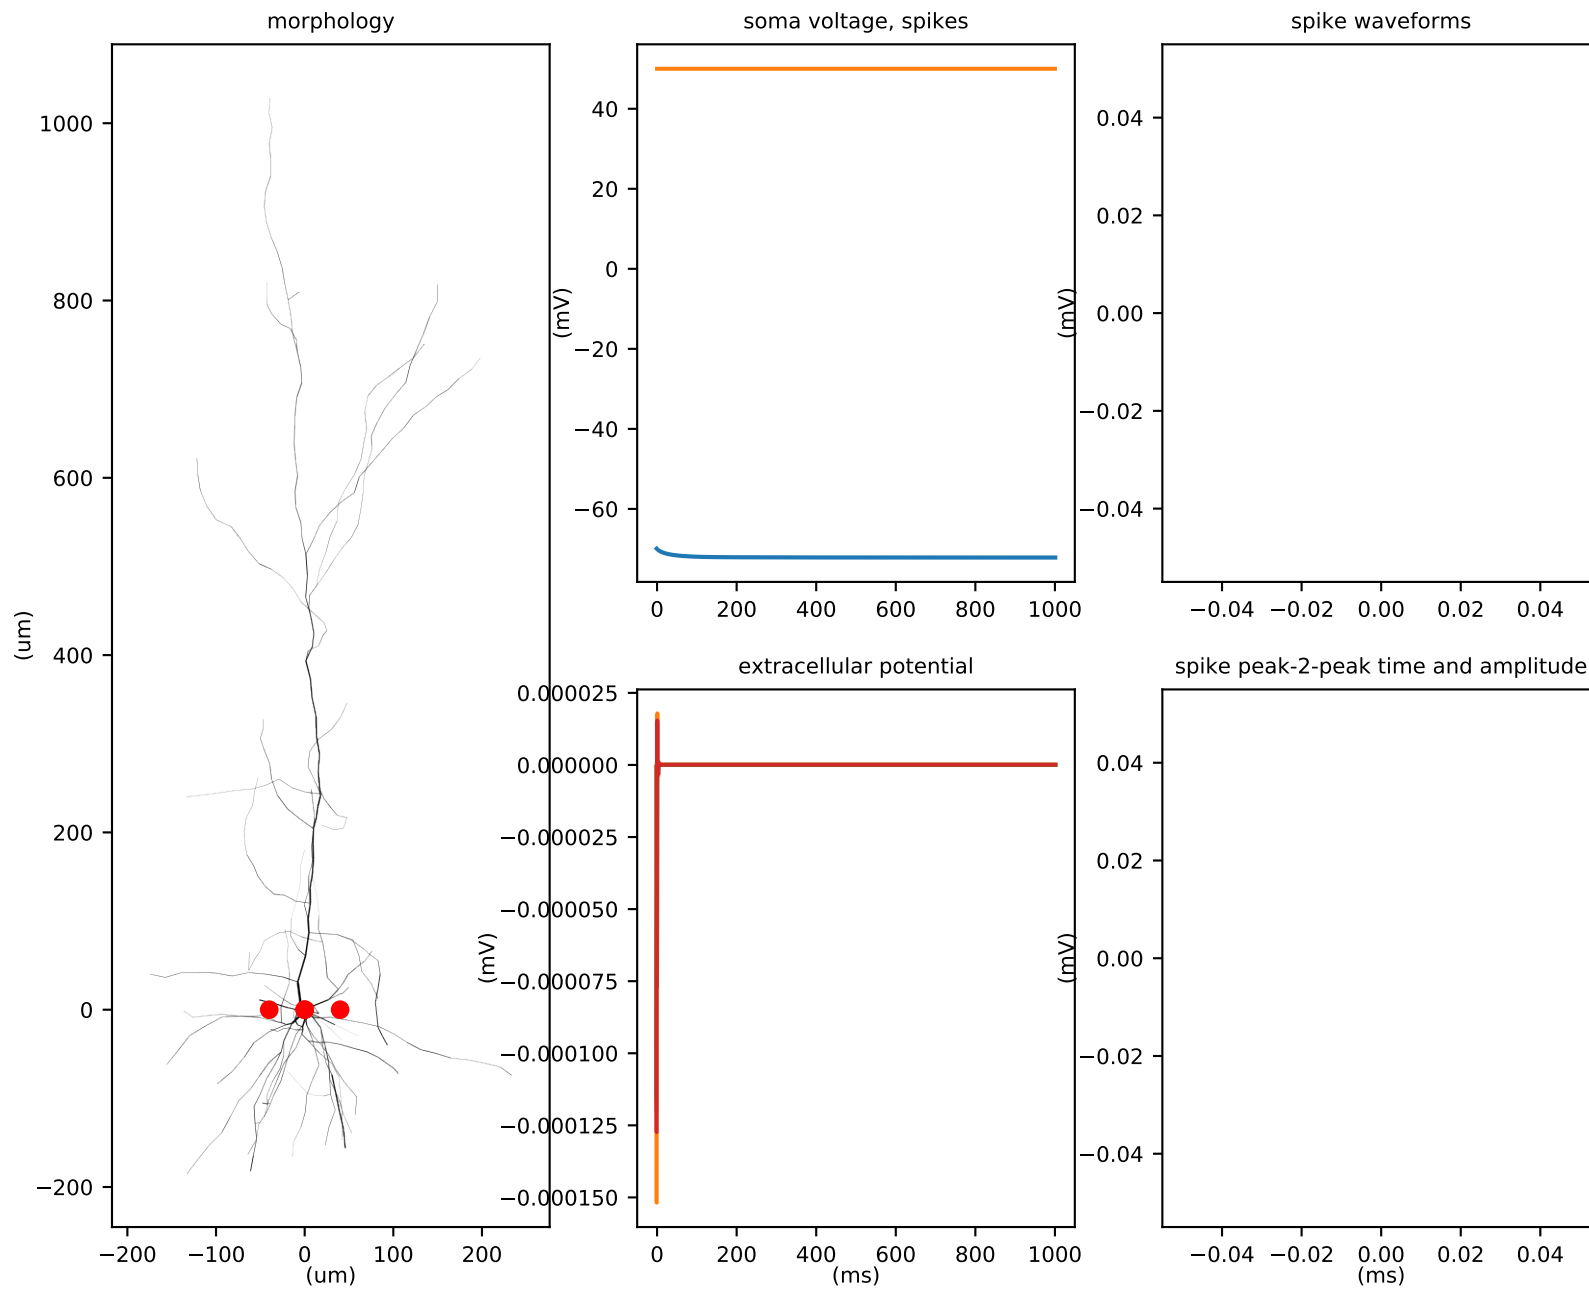 morphology
1000
800
600
400
200
0
−200
(um)
−200 −100 0 100 200
(um)
soma voltage, spikes
40
20
0
−20
−40
−60
(mV)
0 200 400 600 800 1000
spike waveforms
0.04
0.02
0.00
−0.02
−0.04
(mV)
−0.04 −0.02 0.00 0.02 0.04
extracellular potential
0.000025
0.000000
−0.000025
−0.000050
−0.000075
−0.000100
−0.000125
−0.000150
(mV)
0 200 400 600 800 1000
(ms)
spike peak-2-peak time and amplitude
0.04
0.02
0.00
−0.02
−0.04
(mV)
−0.04 −0.02 0.00 0.02 0.04
(ms)